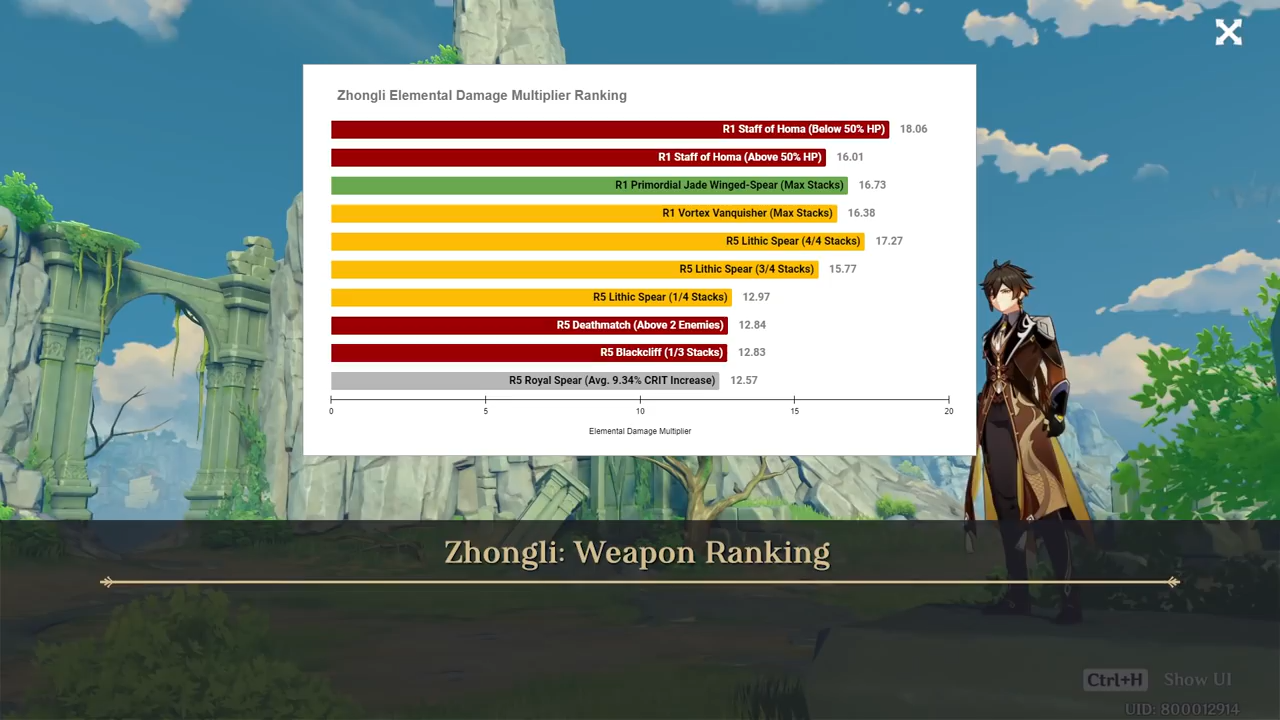 Zhongli Elemental Damage Multiplier Ranking
R1 Staff of Homa (Below 50% HP) 18.06
R1 Staff of Homa (Above 50% HP) 16.01
R1 Primordial Jade Winged-Spear (Max Stacks) 16.73
R1 Vortex Vanquisher (Max Stacks) 16.38
R5 Lithic Spear (4/4 Stacks) 17.27
R5 Lithic Spear (3/4 Stacks) 15.77
R5 Lithic Spear (1/4 Stacks) 12.97
R5 Deathmatch (Above 2 Enemies) 12.84
R5 Blackcliff (1/3 Stacks) 12.83
R5 Royal Spear (Avg. 9.34% CRIT Increase) 12.57
0 5 10 15 20
Elemental Damage Multiplier
Zhongli: Weapon Ranking
Ctrl+H Show UI
UID: 800012914